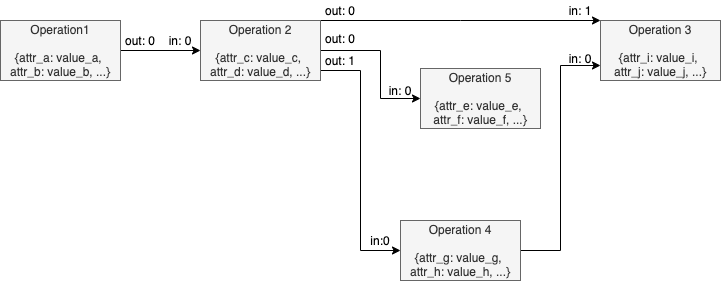 Operation1
{attr_a: value_a,
attr_b: value_b, ...}
out: 0
in: 0
Operation 2
{attr_c: value_c,
attr_d: value_d, ...}
out: 0
in: 1
out: 0
out: 1
Operation 3
{attr_i: value_i,
attr_j: value_j, ...}
in: 0
in: 0
Operation 5
{attr_e: value_e,
attr_f: value_f, ...}
in:0
Operation 4
{attr_g: value_g,
attr_h: value_h, ...}